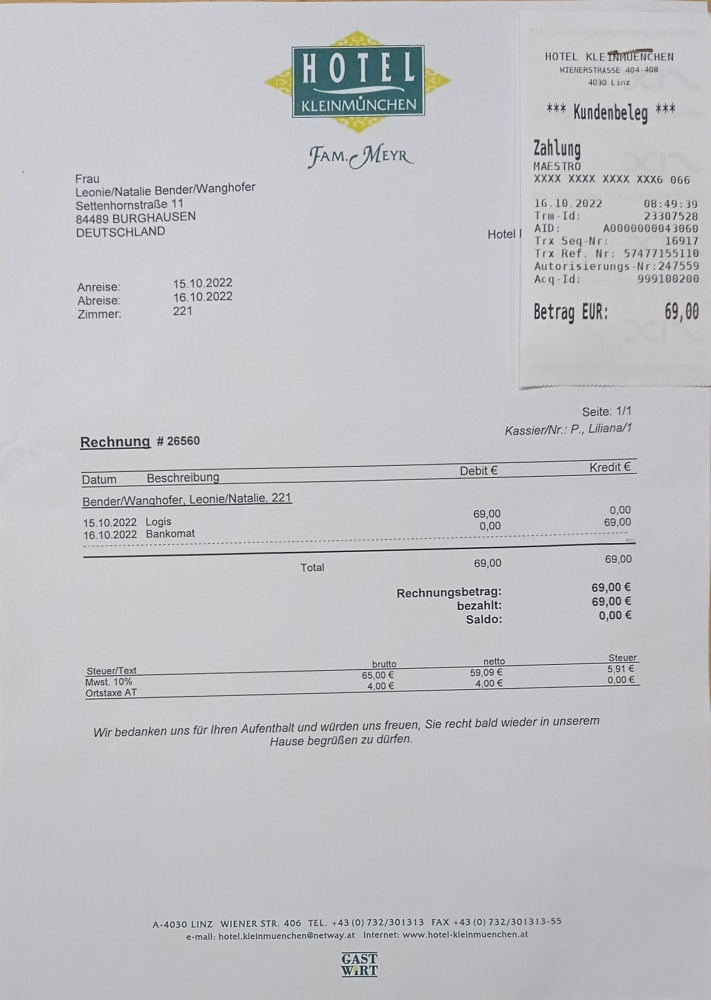 HOTEL
KLEINMÜNCHEN
FAM. MEYR
Frau
Leonie/Natalie Bender/Wanghofer
Settenhornstraße 11
84489 BURGHAUSEN
DEUTSCHLAND
Hotel
Anreise: 15.10.2022
Abreise: 16.10.2022
Zimmer: 221
HOTEL KLEINMUENCHEN
WIENERSTRASSE 404-408
4030 Linz
*** Kundenbeleg ***
Zahlung
MAESTRO
XXXX XXXX XXXX XXX6 066
16.10.2022 08:49:39
Trm-Id: 23307528
AID: A0000000043060
Trx Seq-Nr: 16917
Trx Ref. Nr: 57477155110
Autorisierungs-Nr:247559
Acq-Id: 999100200
Betrag EUR: 69,00
Seite: 1/1
Kassier/Nr.: P., Liliana/1
Rechnung # 26560
Datum Beschreibung Debit € Kredit €
Bender/Wanghofer, Leonie/Natalie, 221
15.10.2022 Logis 69,00 0,00
16.10.2022 Bankomat 0,00 69,00
Total 69,00 69,00
Rechnungsbetrag: 69,00 €
bezahlt: 69,00 €
Saldo: 0,00 €
Steuer/Text brutto netto Steuer
Mwst. 10% 65,00 € 59,09 € 5,91 €
Ortstaxe AT 4,00 € 4,00 € 0,00 €
Wir bedanken uns für Ihren Aufenthalt und würden uns freuen, Sie recht bald wieder in unserem
Hause begrüßen zu dürfen.
A-4030 LINZ WIENER STR. 406 TEL. +43 (0) 732/301313 FAX +43 (0) 732/301313-55
e-mail: hotel.kleinmuenchen@netway.at Internet: www.hotel-kleinmuenchen.at
GAST
WiRT